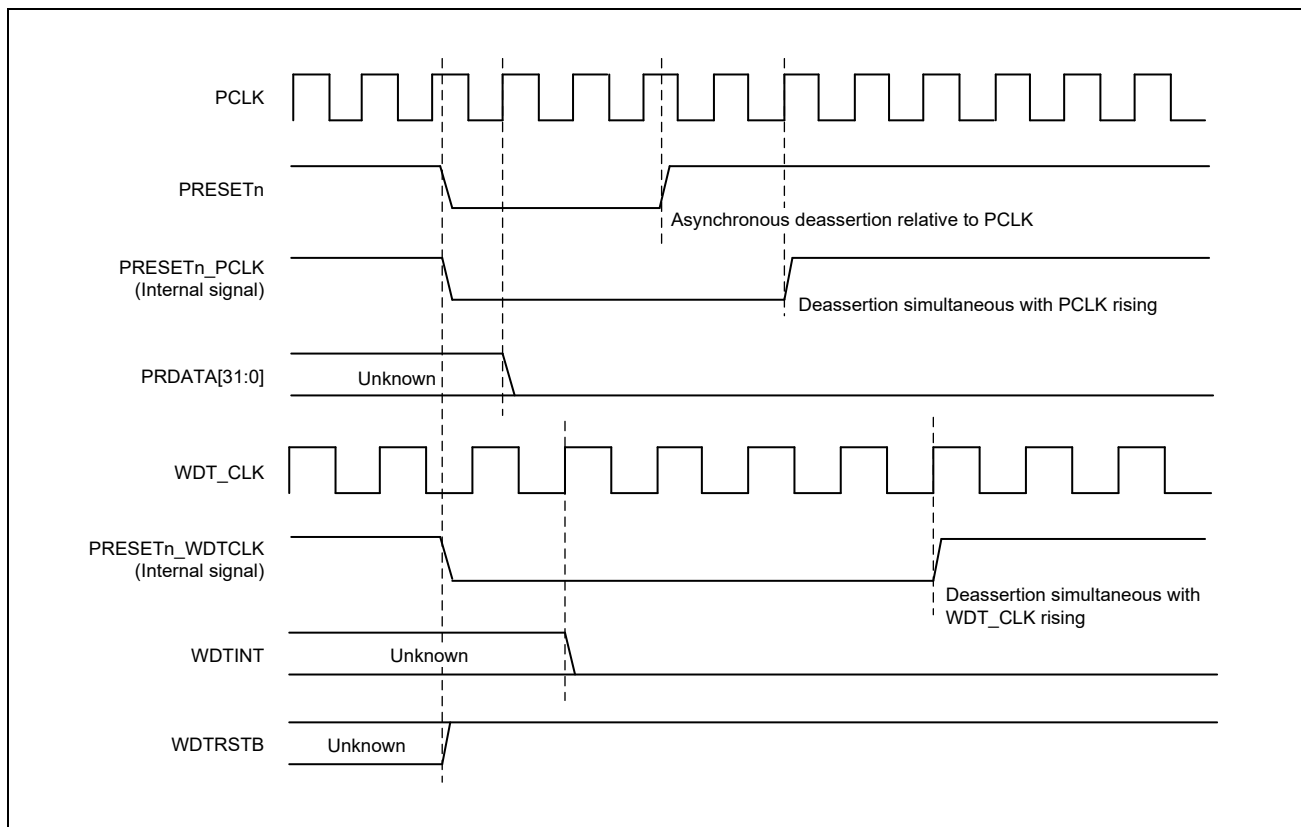 PCLK
PRESETn
Asynchronous deassertion relative to PCLK
PRESETn_PCLK
(Internal signal)
Deassertion simultaneous with PCLK rising
PRDATA[31:0]
Unknown
WDT_CLK
PRESETn_WDTCLK
(Internal signal)
Deassertion simultaneous with
WDT_CLK rising
WDTINT
Unknown
WDTRSTB
Unknown